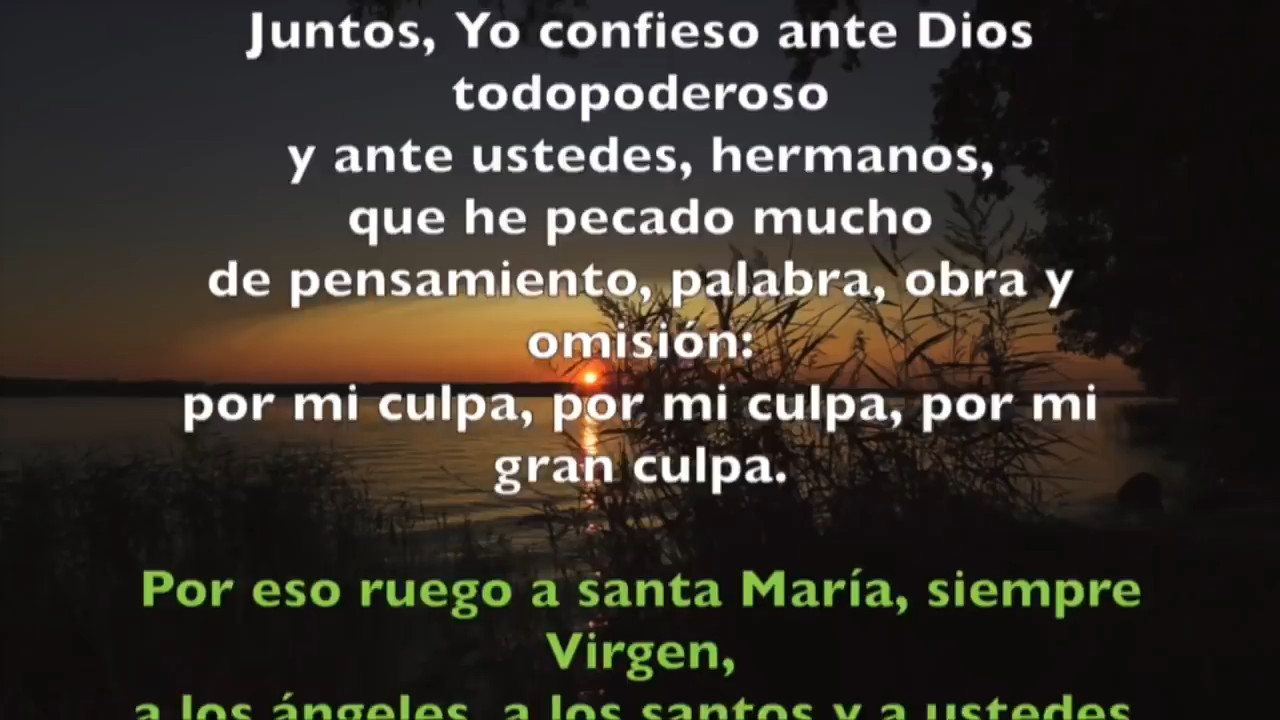 Juntos, Yo confieso ante Dios
todopoderoso
y ante ustedes, hermanos,
que he pecado mucho
de pensamiento, palabra, obra y
omisión:
por mi culpa, por mi culpa, por mi
gran culpa.
Por eso ruego a santa María, siempre
Virgen,
a los ángeles, a los santos y a ustedes,